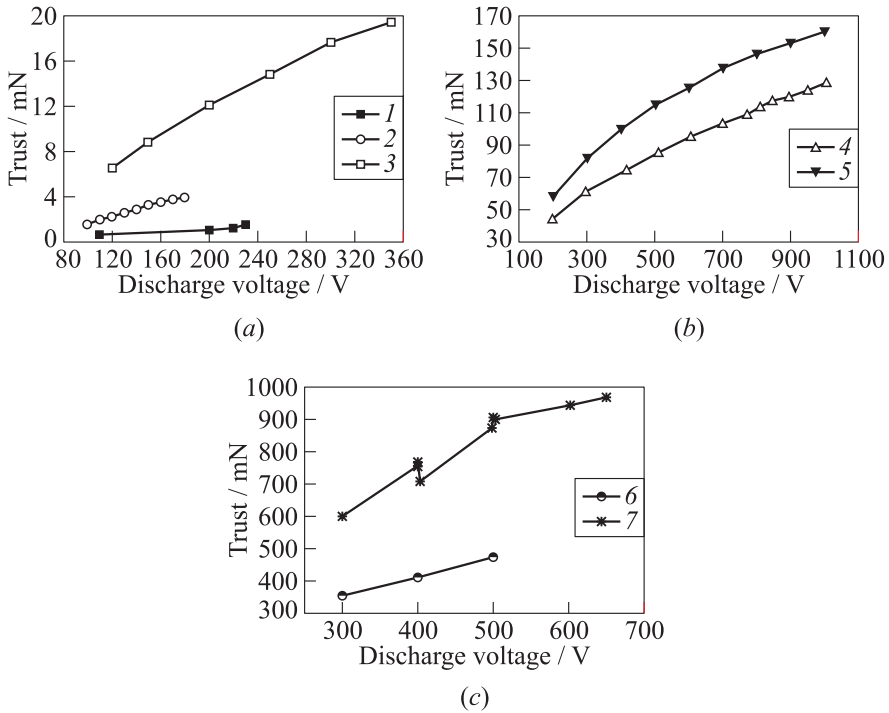 20
16
12
8
4
0
Trust / mN
1
2
3
80 120 160 200 240 280 320 360
Discharge voltage / V
(a)
170
150
130
110
90
70
50
30
Trust / mN
4
5
100 300 500 700 900 1100
Discharge voltage / V
(b)
1000
900
800
700
600
500
400
300
Trust / mN
6
7
300 400 500 600 700
Discharge voltage / V
(c)